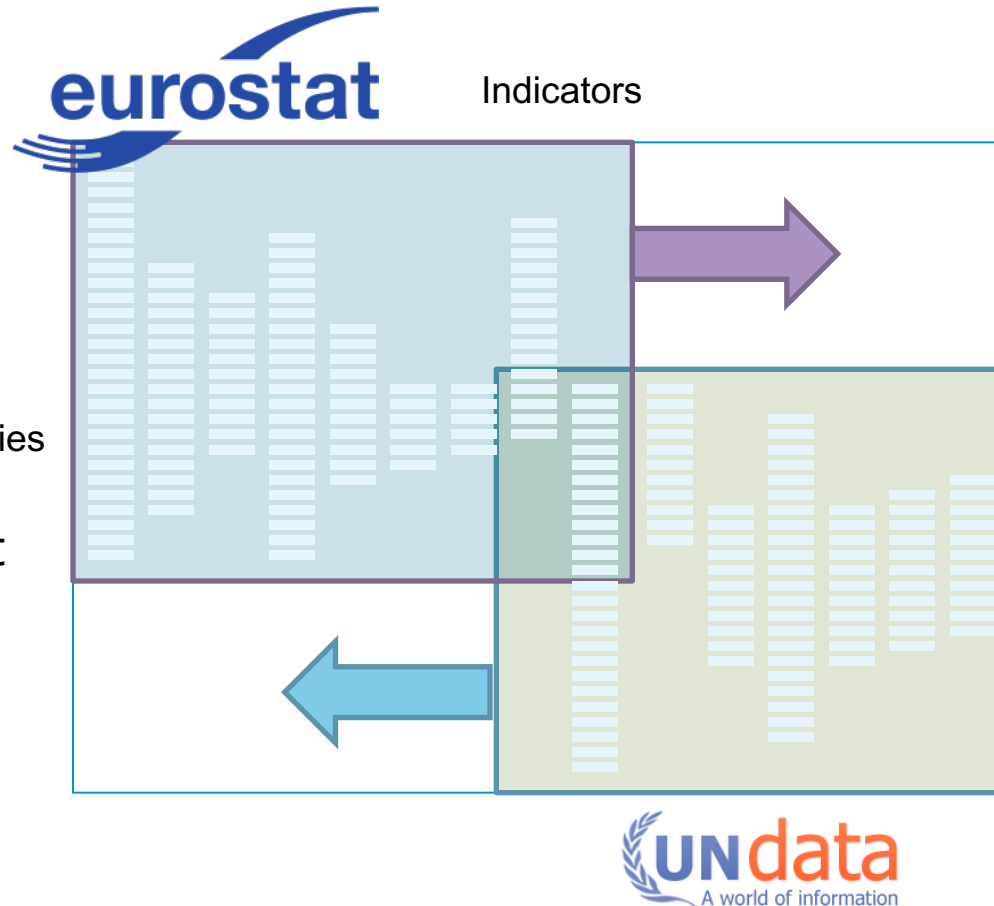 eurostat
Indicators
ies
t
UNdata
A world of information